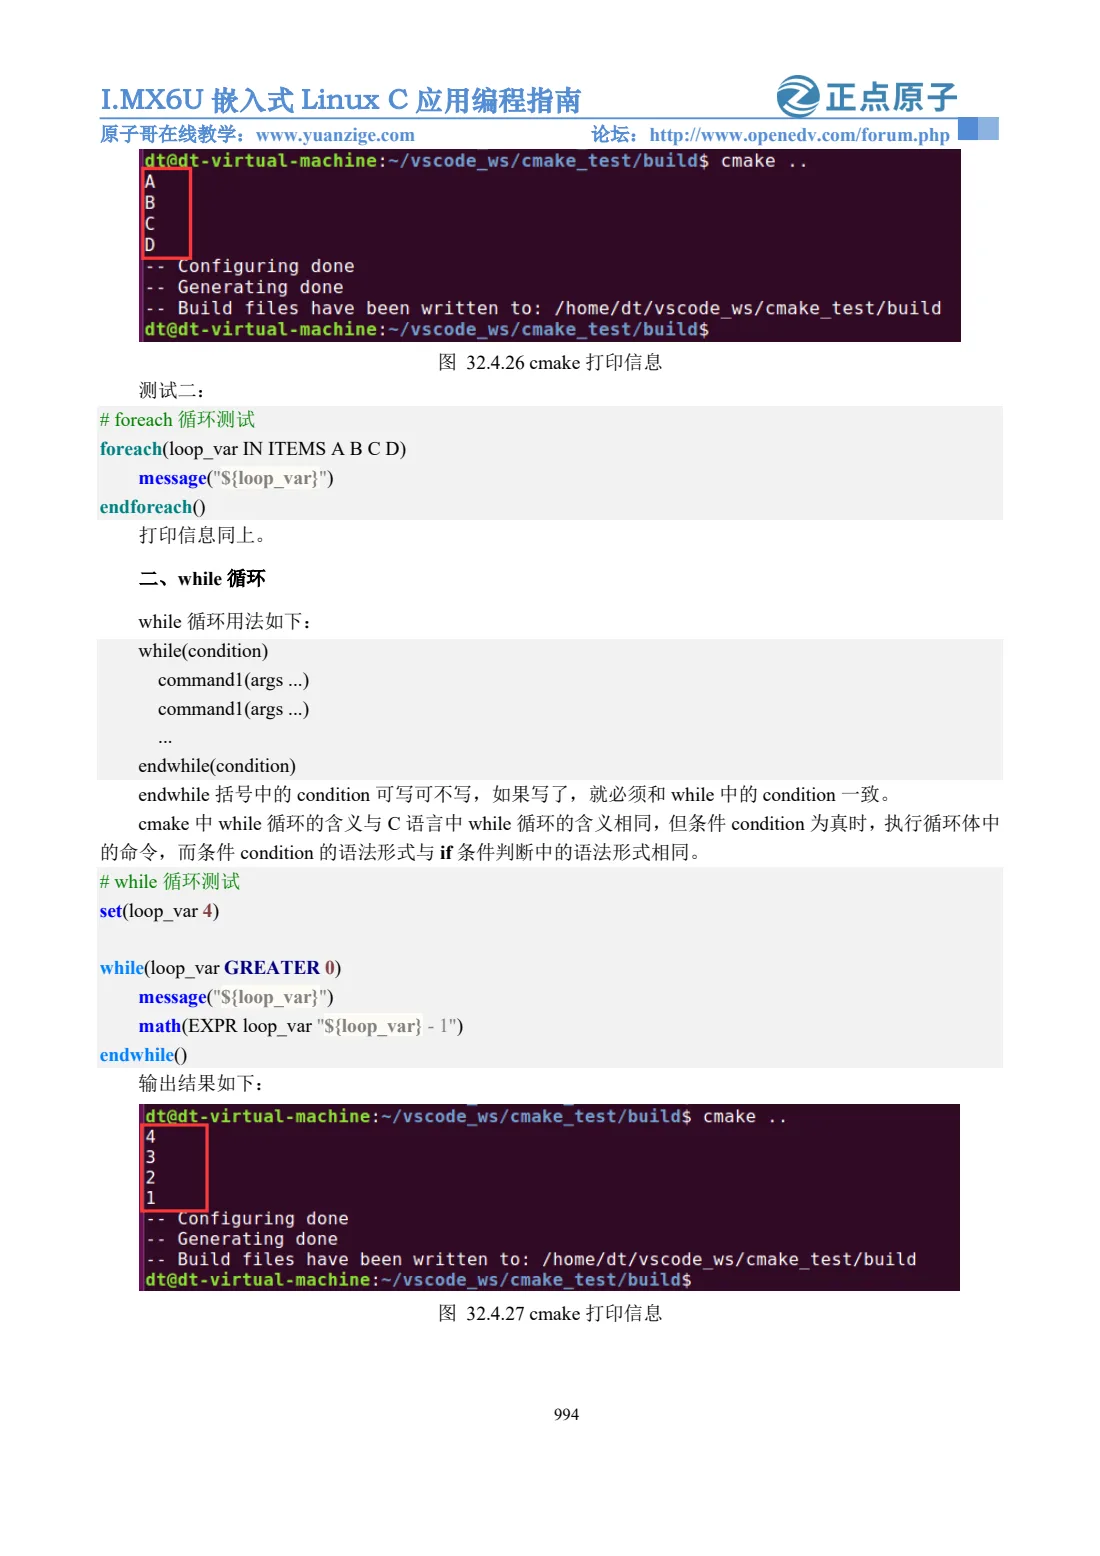 I.MX6U 嵌入式 Linux C 应用编程指南
正点原子
原子哥在线教学：www.yuanzige.com 论坛：http://www.openedv.com/forum.php
dt@dt-virtual-machine:~/vscode_ws/cmake_test/build$ cmake ..
A
B
C
D
-- Configuring done
-- Generating done
-- Build files have been written to: /home/dt/vscode_ws/cmake_test/build
dt@dt-virtual-machine:~/vscode_ws/cmake_test/build$
图 32.4.26 cmake 打印信息
测试二：
# foreach 循环测试
foreach(loop_var IN ITEMS A B C D)
message("${loop_var}")
endforeach()
打印信息同上。
二、while 循环
while 循环用法如下：
while(condition)
command1(args ...)
command1(args ...)
...
endwhile(condition)
endwhile 括号中的 condition 可写可不写，如果写了，就必须和 while 中的 condition 一致。
cmake 中 while 循环的含义与 C 语言中 while 循环的含义相同，但条件 condition 为真时，执行循环体中
的命令，而条件 condition 的语法形式与 if 条件判断中的语法形式相同。
# while 循环测试
set(loop_var 4)
while(loop_var GREATER 0)
message("${loop_var}")
math(EXPR loop_var "${loop_var} - 1")
endwhile()
输出结果如下：
dt@dt-virtual-machine:~/vscode_ws/cmake_test/build$ cmake ..
4
3
2
1
-- Configuring done
-- Generating done
-- Build files have been written to: /home/dt/vscode_ws/cmake_test/build
dt@dt-virtual-machine:~/vscode_ws/cmake_test/build$
图 32.4.27 cmake 打印信息
994